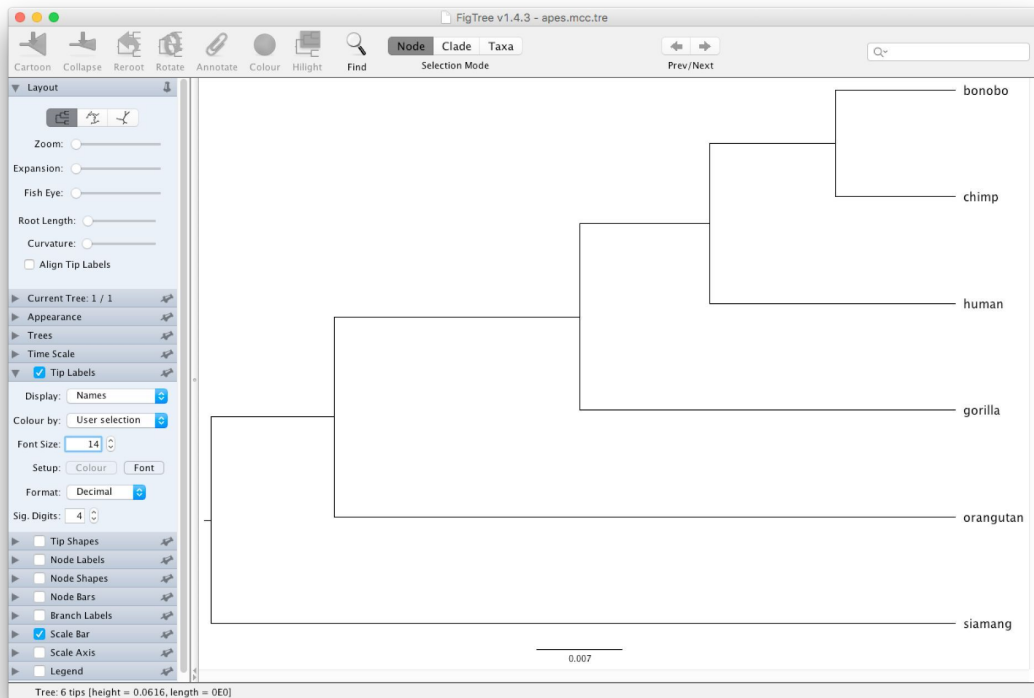 FigTree v1.4.3 - apes.mcc.tre
Cartoon Collapse Reroot Rotate Annotate Colour Hilight Find
Node Clade Taxa
Selection Mode
Prev/Next
Layout
Zoom:
Expansion:
Fish Eye:
Root Length:
Curvature:
Align Tip Labels
Current Tree: 1 / 1
Appearance
Trees
Time Scale
Tip Labels
Display: Names
Colour by: User selection
Font Size: 14
Setup: Colour Font
Format: Decimal
Sig. Digits: 4
Tip Shapes
Node Labels
Node Shapes
Node Bars
Branch Labels
Scale Bar
Scale Axis
Legend
bonobo
chimp
human
gorilla
orangutan
siamang
0.007
Tree: 6 tips [height = 0.0616, length = 0E0]